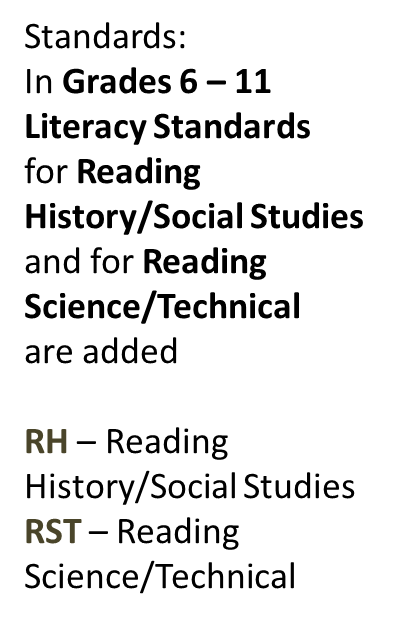 Standards:
In Grades 6 – 11
Literacy Standards
for Reading
History/Social Studies
and for Reading
Science/Technical
are added
RH – Reading
History/Social Studies
RST – Reading
Science/Technical